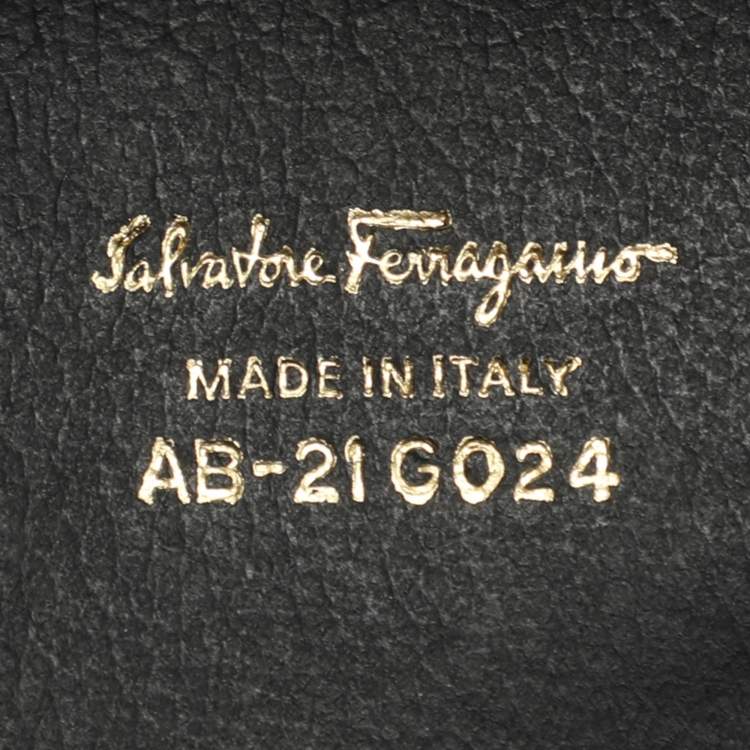 Salvatore Ferragamo
MADE IN ITALY
AB-21 G024